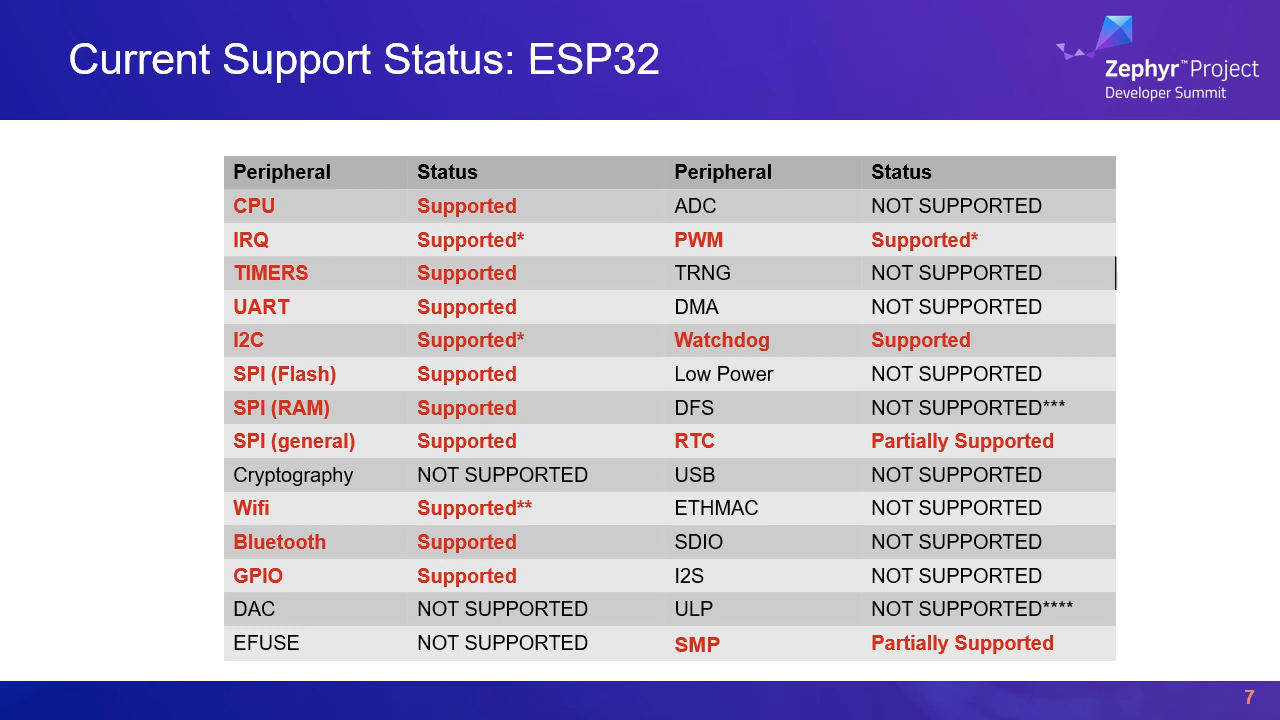 Current Support Status: ESP32
Zephyr™Project
Developer Summit
Peripheral Status Peripheral Status
CPU Supported ADC NOT SUPPORTED
IRQ Supported* PWM Supported*
TIMERS Supported TRNG NOT SUPPORTED
UART Supported DMA NOT SUPPORTED
I2C Supported* Watchdog Supported
SPI (Flash) Supported Low Power NOT SUPPORTED
SPI (RAM) Supported DFS NOT SUPPORTED***
SPI (general) Supported RTC Partially Supported
Cryptography NOT SUPPORTED USB NOT SUPPORTED
Wifi Supported** ETHMAC NOT SUPPORTED
Bluetooth Supported SDIO NOT SUPPORTED
GPIO Supported I2S NOT SUPPORTED
DAC NOT SUPPORTED ULP NOT SUPPORTED****
EFUSE NOT SUPPORTED SMP Partially Supported
7